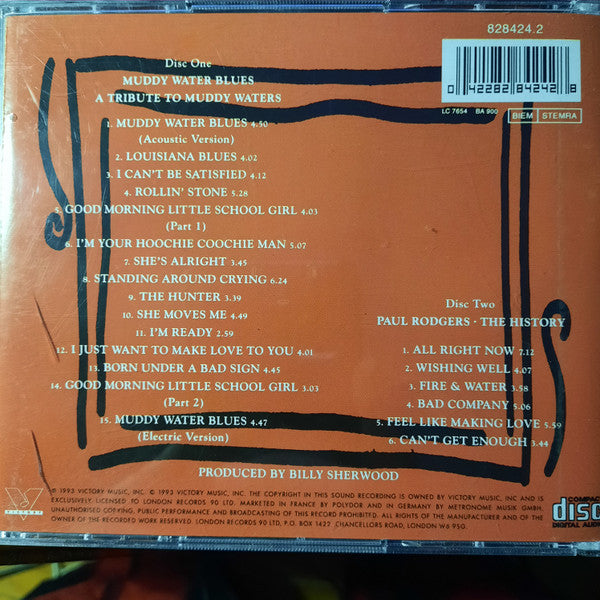 828424.2
0 42282 84242 8
LC 7654 BA 900 BIEM STEMRA
Disc One
MUDDY WATER BLUES
A TRIBUTE TO MUDDY WATERS
1. MUDDY WATER BLUES 4.50
(Acoustic Version)
2. LOUISIANA BLUES 4.02
3. I CAN'T BE SATISFIED 4.12
4. ROLLIN' STONE 5.28
5. GOOD MORNING LITTLE SCHOOL GIRL 4.03
(Part 1)
6. I'M YOUR HOOCHIE COOCHIE MAN 5.07
7. SHE'S ALRIGHT 3.45
8. STANDING AROUND CRYING 6.24
9. THE HUNTER 3.39
10. SHE MOVES ME 4.49
11. I'M READY 2.59
12. I JUST WANT TO MAKE LOVE TO YOU 4.01
13. BORN UNDER A BAD SIGN 4.45
14. GOOD MORNING LITTLE SCHOOL GIRL 3.03
(Part 2)
15. MUDDY WATER BLUES 4.47
(Electric Version)
Disc Two
PAUL RODGERS · THE HISTORY
1. ALL RIGHT NOW 7.12
2. WISHING WELL 4.07
3. FIRE & WATER 3.58
4. BAD COMPANY 5.06
5. FEEL LIKE MAKING LOVE 5.59
6. CAN'T GET ENOUGH 3.44
PRODUCED BY BILLY SHERWOOD
℗ 1993 VICTORY MUSIC, INC. © 1993 VICTORY MUSIC, INC. THE COPYRIGHT IN THIS SOUND RECORDING IS OWNED BY VICTORY MUSIC, INC AND IS
EXCLUSIVELY LICENSED TO LONDON RECORDS 90 LTD. MARKETED IN FRANCE BY POLYDOR AND IN GERMANY BY METRONOME MUSIK GMBH.
UNAUTHORISED COPYING, PUBLIC PERFORMANCE AND BROADCASTING OF THIS RECORD PROHIBITED. ALL RIGHTS OF THE MANUFACTURER AND OF THE
OWNER OF THE RECORDED WORK RESERVED. LONDON RECORDS 90 LTD, P.O. BOX 1422, CHANCELLORS ROAD, LONDON W6 9SG.
VICTORY
COMPACT
disc
DIGITAL AUDIO